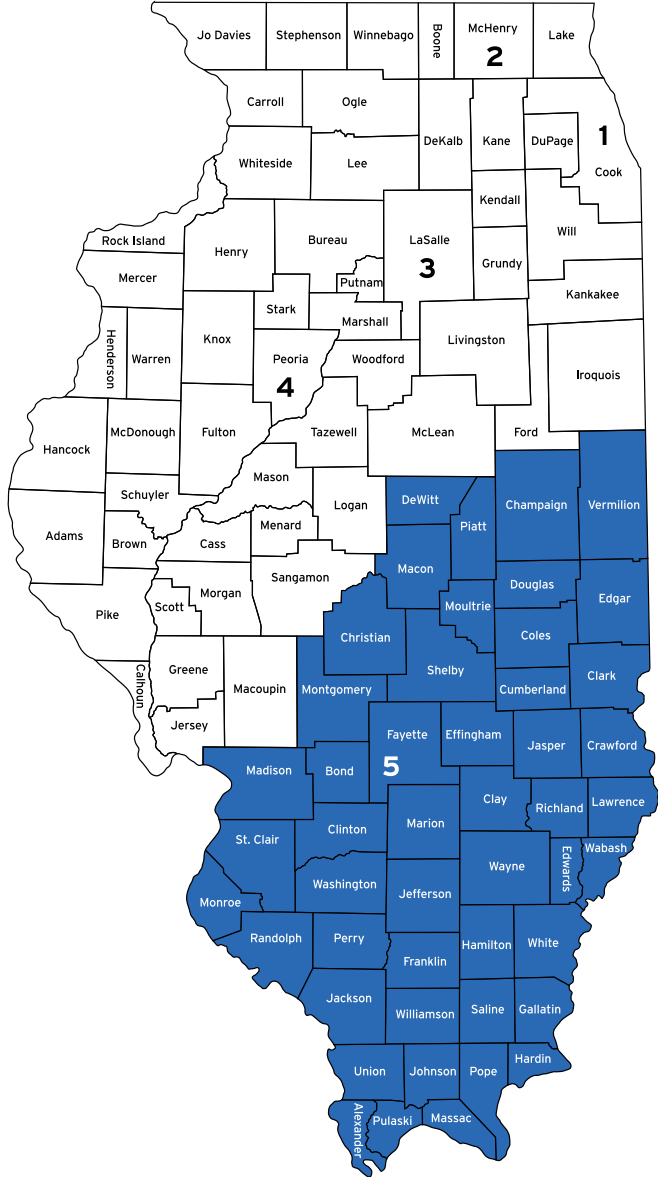 Jo Davies
Stephenson
Winnebago
Boone
McHenry
2
Lake
Carroll
Ogle
DeKalb
Kane
DuPage
1
Cook
Whiteside
Lee
Kendall
Will
Rock Island
Henry
Bureau
LaSalle
3
Grundy
Mercer
Putnam
Kankakee
Stark
Marshall
Henderson
Warren
Knox
Peoria
4
Woodford
Livingston
Iroquois
Hancock
McDonough
Fulton
Tazewell
McLean
Ford
Schuyler
Mason
Logan
DeWitt
Champaign
Vermilion
Adams
Brown
Cass
Menard
Piatt
Sangamon
Macon
Pike
Scott
Morgan
Christian
Moultrie
Douglas
Edgar
Coles
Calhoun
Greene
Macoupin
Montgomery
Shelby
Cumberland
Clark
Jersey
Fayette
5
Effingham
Jasper
Crawford
Madison
Bond
Clay
Richland
Lawrence
St. Clair
Clinton
Marion
Wayne
Edwards
Wabash
Monroe
Washington
Jefferson
Randolph
Perry
Franklin
Hamilton
White
Jackson
Williamson
Saline
Gallatin
Union
Johnson
Pope
Hardin
Alexander
Pulaski
Massac